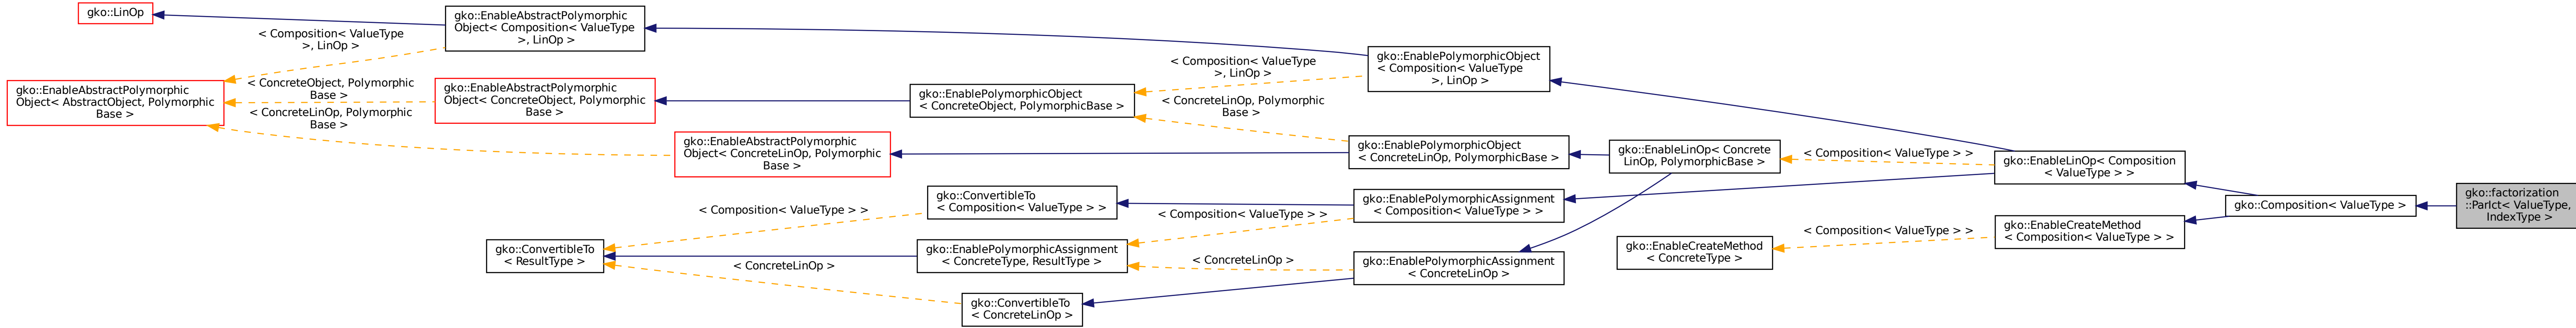 gko::LinOp
gko::EnableAbstractPolymorphic
Object< Composition< ValueType
>, LinOp >
< Composition< ValueType
>, LinOp >
gko::EnableAbstractPolymorphic
Object< AbstractObject, Polymorphic
Base >
< ConcreteObject, Polymorphic
Base >
< ConcreteLinOp, Polymorphic
Base >
gko::EnableAbstractPolymorphic
Object< ConcreteObject, Polymorphic
Base >
gko::EnableAbstractPolymorphic
Object< ConcreteLinOp, Polymorphic
Base >
gko::EnablePolymorphicObject
< ConcreteObject, PolymorphicBase >
< Composition< ValueType
>, LinOp >
< ConcreteLinOp, Polymorphic
Base >
gko::EnablePolymorphicObject
< Composition< ValueType
>, LinOp >
gko::EnablePolymorphicObject
< ConcreteLinOp, PolymorphicBase >
gko::EnableLinOp< Concrete
LinOp, PolymorphicBase >
< Composition< ValueType > >
gko::EnableLinOp< Composition
< ValueType > >
gko::ConvertibleTo
< ResultType >
< Composition< ValueType > >
gko::ConvertibleTo
< Composition< ValueType > >
gko::EnablePolymorphicAssignment
< ConcreteType, ResultType >
< ConcreteLinOp >
gko::ConvertibleTo
< ConcreteLinOp >
< Composition< ValueType > >
gko::EnablePolymorphicAssignment
< Composition< ValueType > >
< ConcreteLinOp >
gko::EnablePolymorphicAssignment
< ConcreteLinOp >
gko::EnableCreateMethod
< ConcreteType >
< Composition< ValueType > >
gko::EnableCreateMethod
< Composition< ValueType > >
gko::Composition< ValueType >
gko::factorization
::ParIct< ValueType,
IndexType >